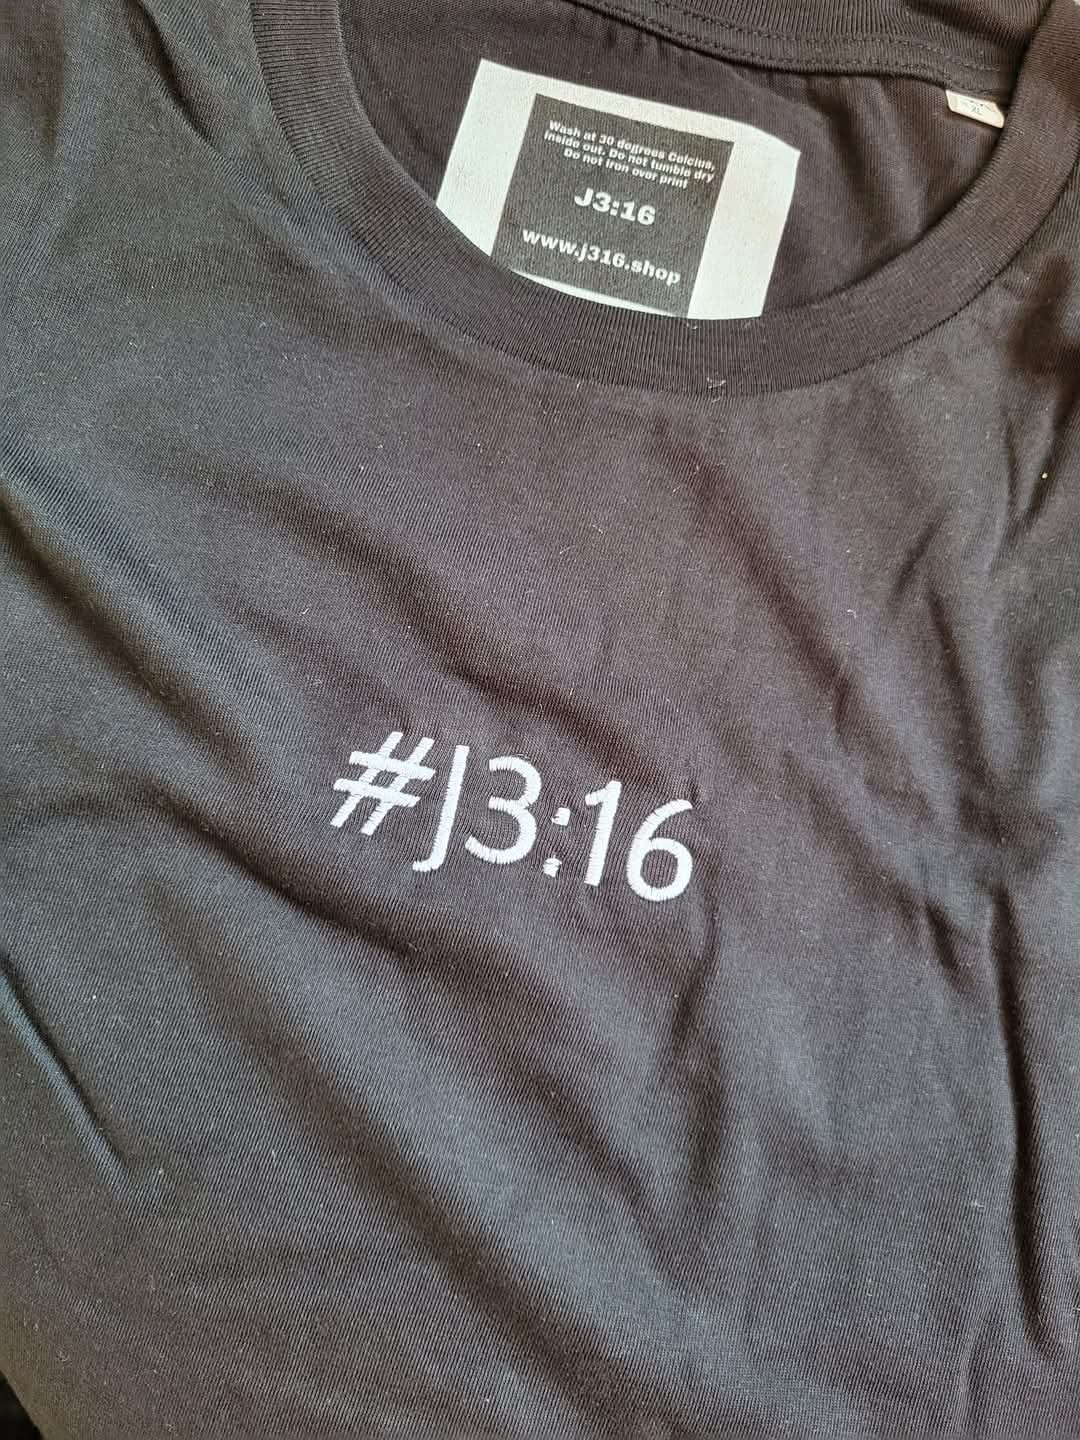 Wash at 30 degrees Celcius,
inside out. Do not tumble dry
Do not iron over print
J3:16
www.j316.shop
XL
#J3:16